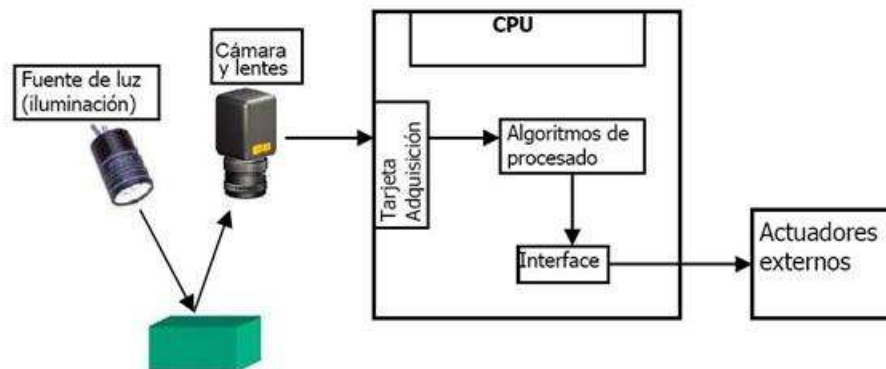 Fuente de luz
(iluminación)
Cámara
y lentes
CPU
Tarjeta
Adquisición
Algoritmos de
procesado
Interface
Actuadores
externos